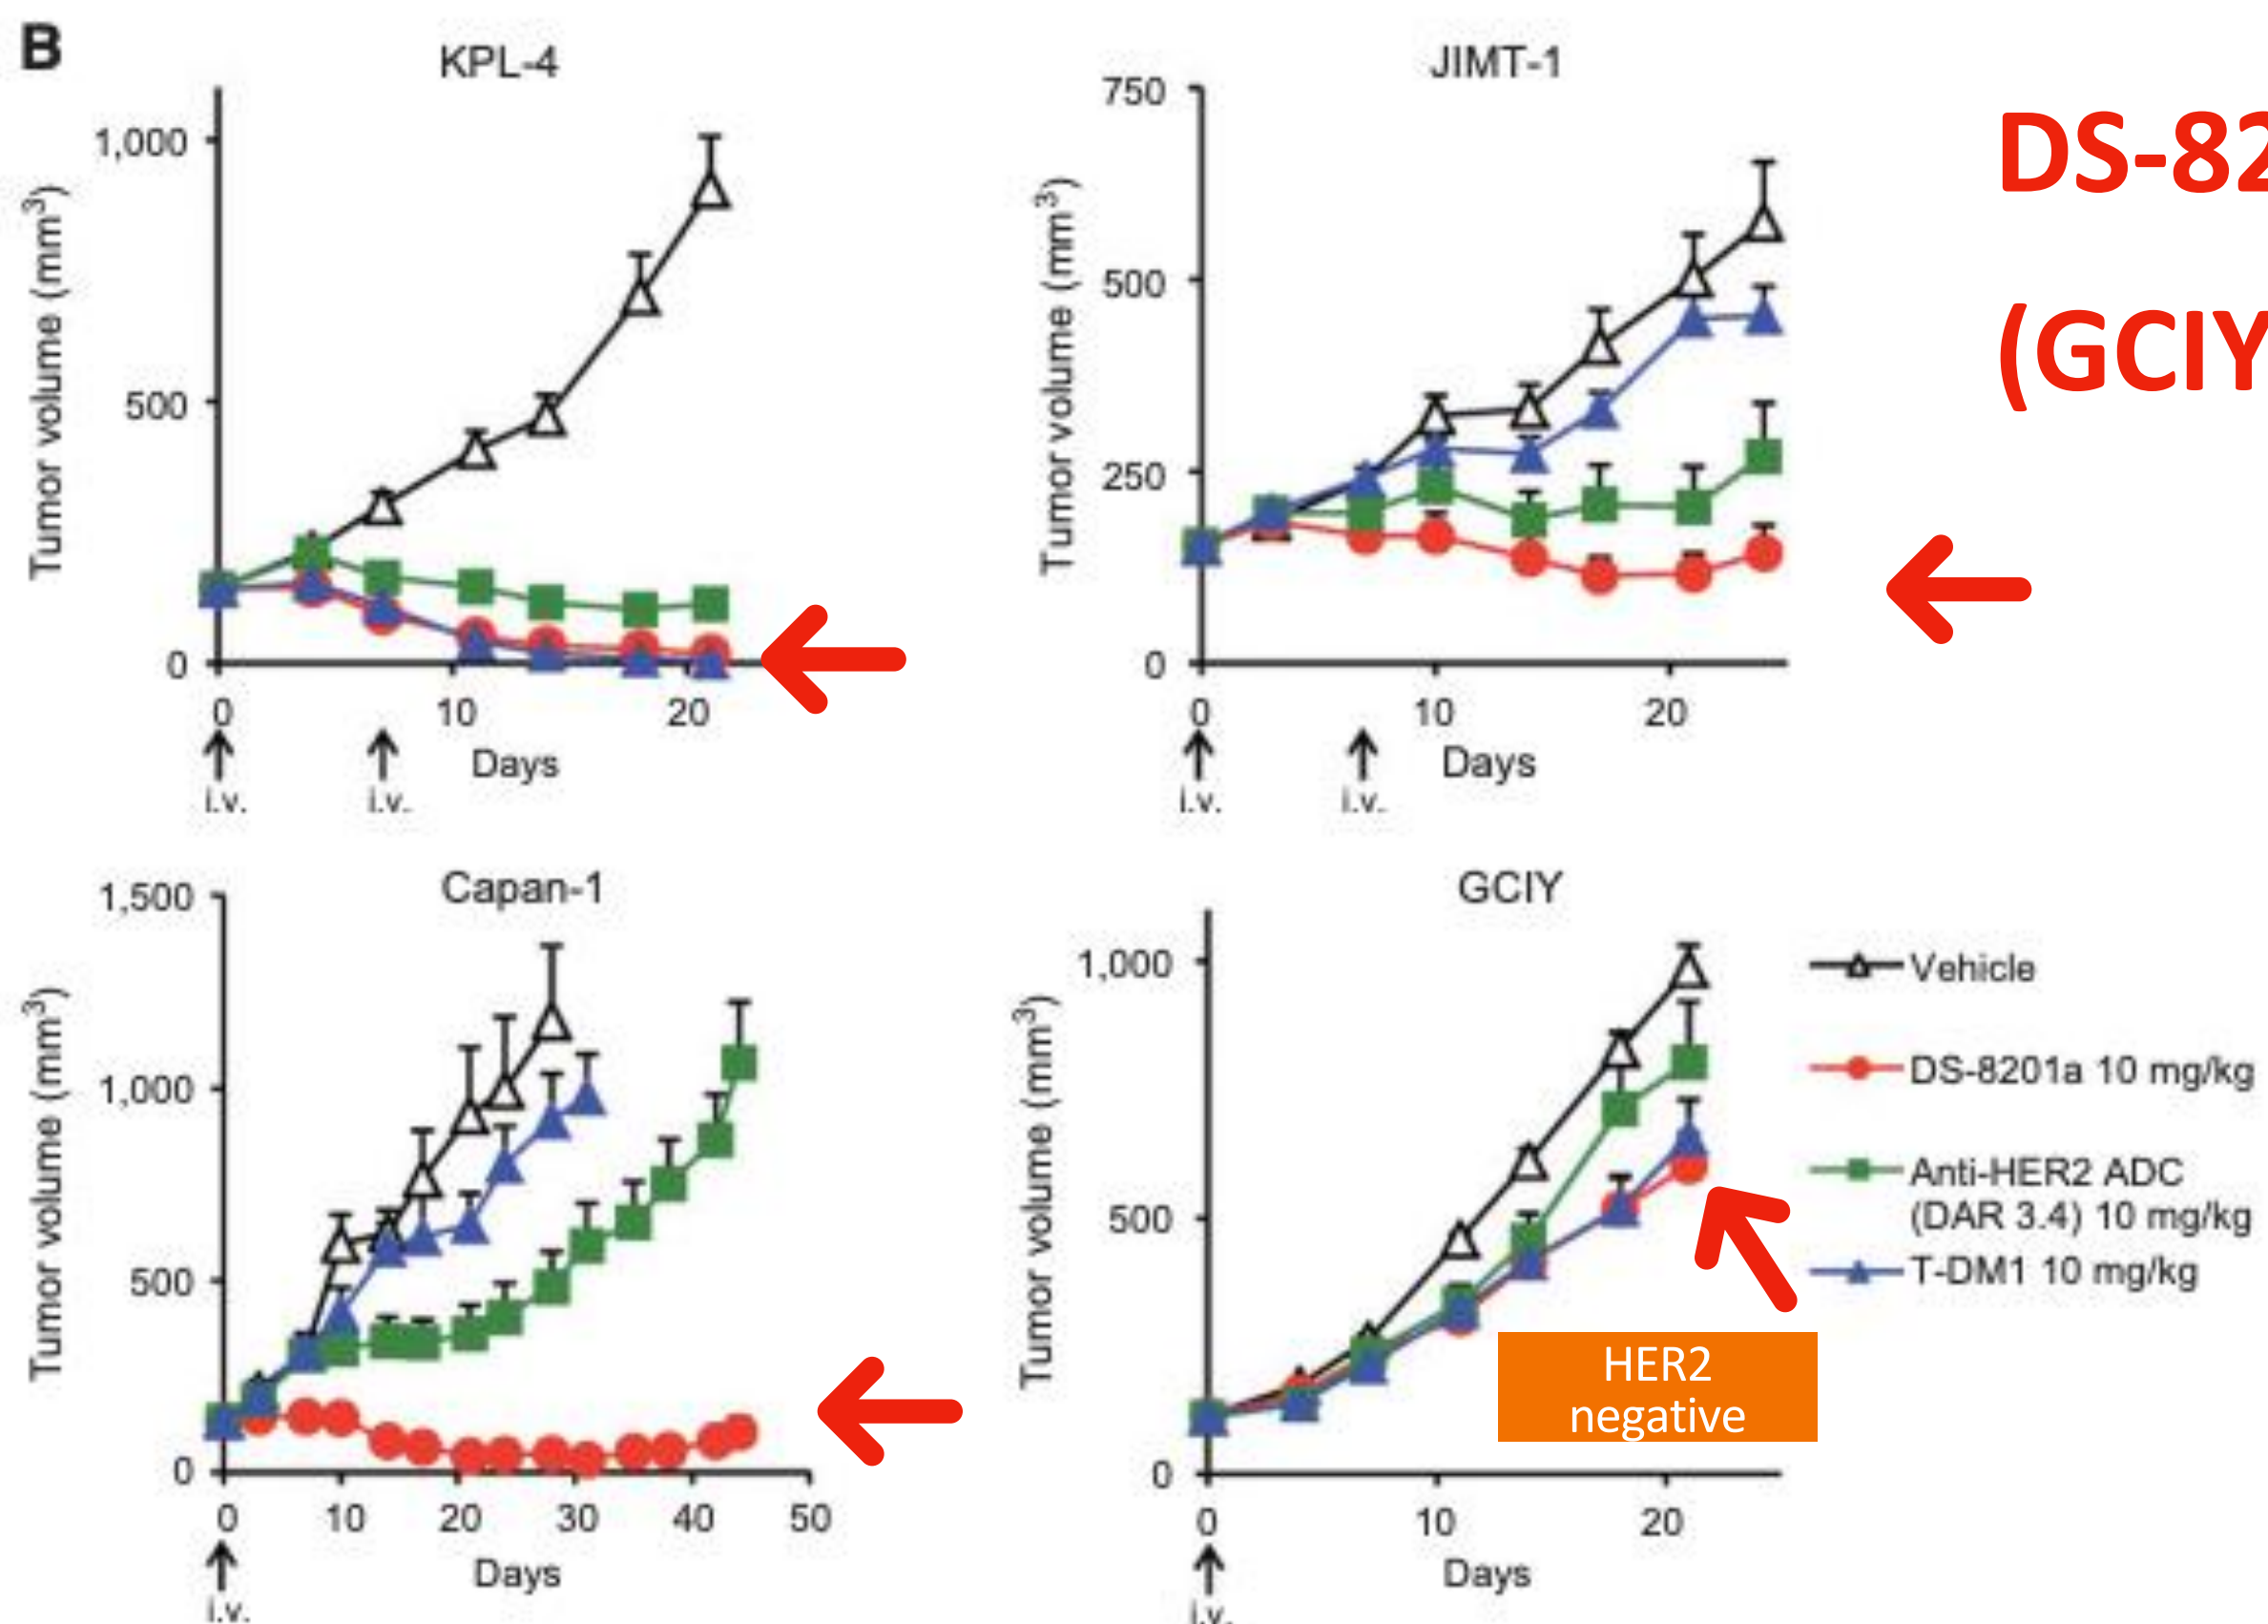 B
KPL-4
Tumor volume (mm³)
1,000
500
0
0 10 20
Days
i.v. i.v.
JIMT-1
Tumor volume (mm³)
750
500
250
0
0 10 20
Days
i.v. i.v.
DS-82
(GCIY
Capan-1
Tumor volume (mm³)
1,500
1,000
500
0
0 10 20 30 40 50
Days
i.v.
GCIY
Tumor volume (mm³)
1,000
500
0
0 10 20
Days
i.v.
HER2
negative
Vehicle
DS-8201a 10 mg/kg
Anti-HER2 ADC
(DAR 3.4) 10 mg/kg
T-DM1 10 mg/kg